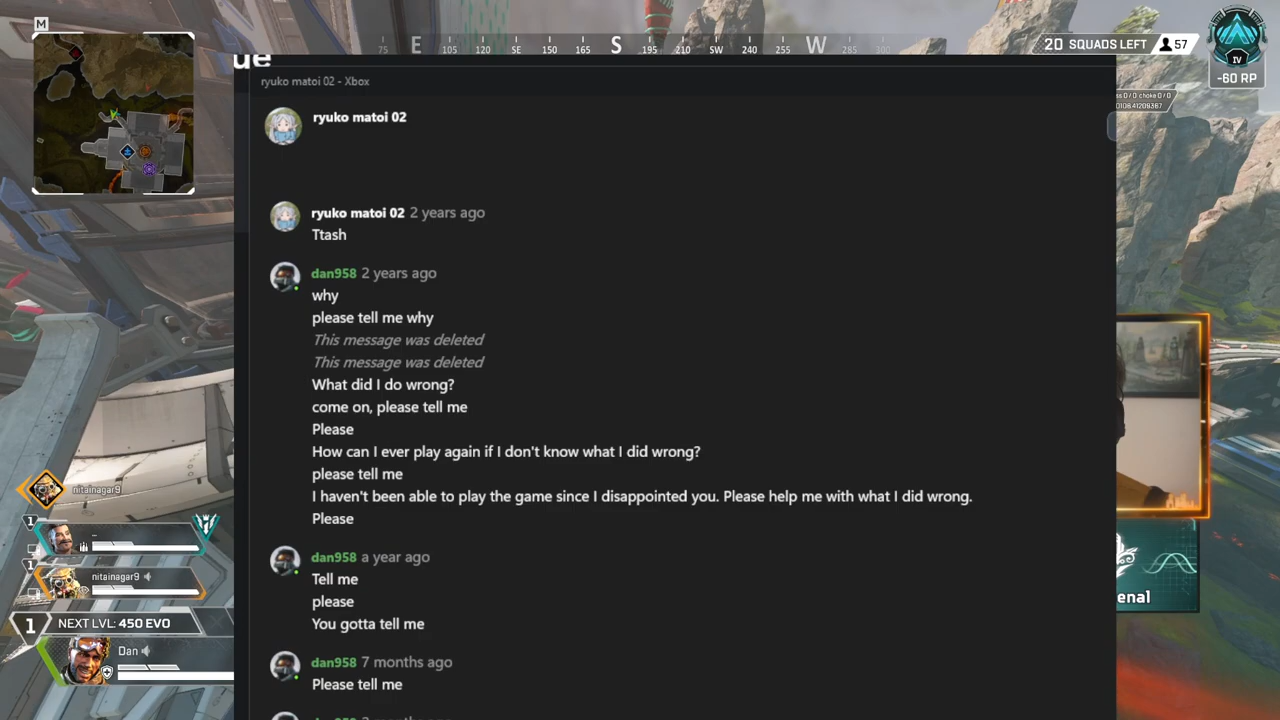 M
75 E 105 120 SE 150 165 S 195 210 SW 240 255 W 285 300
20 SQUADS LEFT 57
IV
-60 RP
ue
ryuko matoi 02 - Xbox
ryuko matoi 02
ryuko matoi 02 2 years ago
Ttash
dan958 2 years ago
why
please tell me why
This message was deleted
This message was deleted
What did I do wrong?
come on, please tell me
Please
How can I ever play again if I don't know what I did wrong?
please tell me
I haven't been able to play the game since I disappointed you. Please help me with what I did wrong.
Please
dan958 a year ago
Tell me
please
You gotta tell me
dan958 7 months ago
Please tell me
nitainagar9
1
--
1
nitainagar9
1 NEXT LVL: 450 EVO
Dan
enal